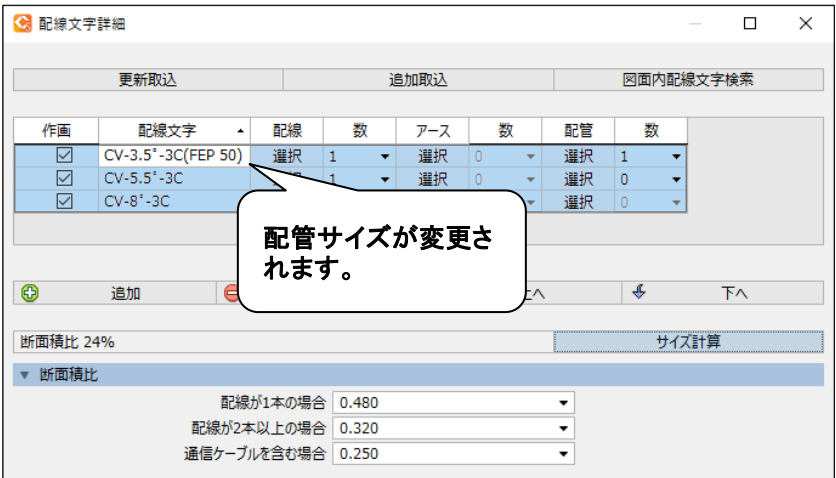 配線文字詳細
更新取込 追加取込 図面内配線文字検索
作画 配線文字 配線 数 アース 数 配管 数
CV-3.5ﾟ-3C(FEP 50) 選択 1 選択 0 選択 1
CV-5.5ﾟ-3C 1 選択 0 選択 0
CV-8ﾟ-3C 選択 0
配管サイズが変更さ
れます。
追加 下へ
断面積比 24% サイズ計算
断面積比
配線が1本の場合 0.480
配線が2本以上の場合 0.320
通信ケーブルを含む場合 0.250